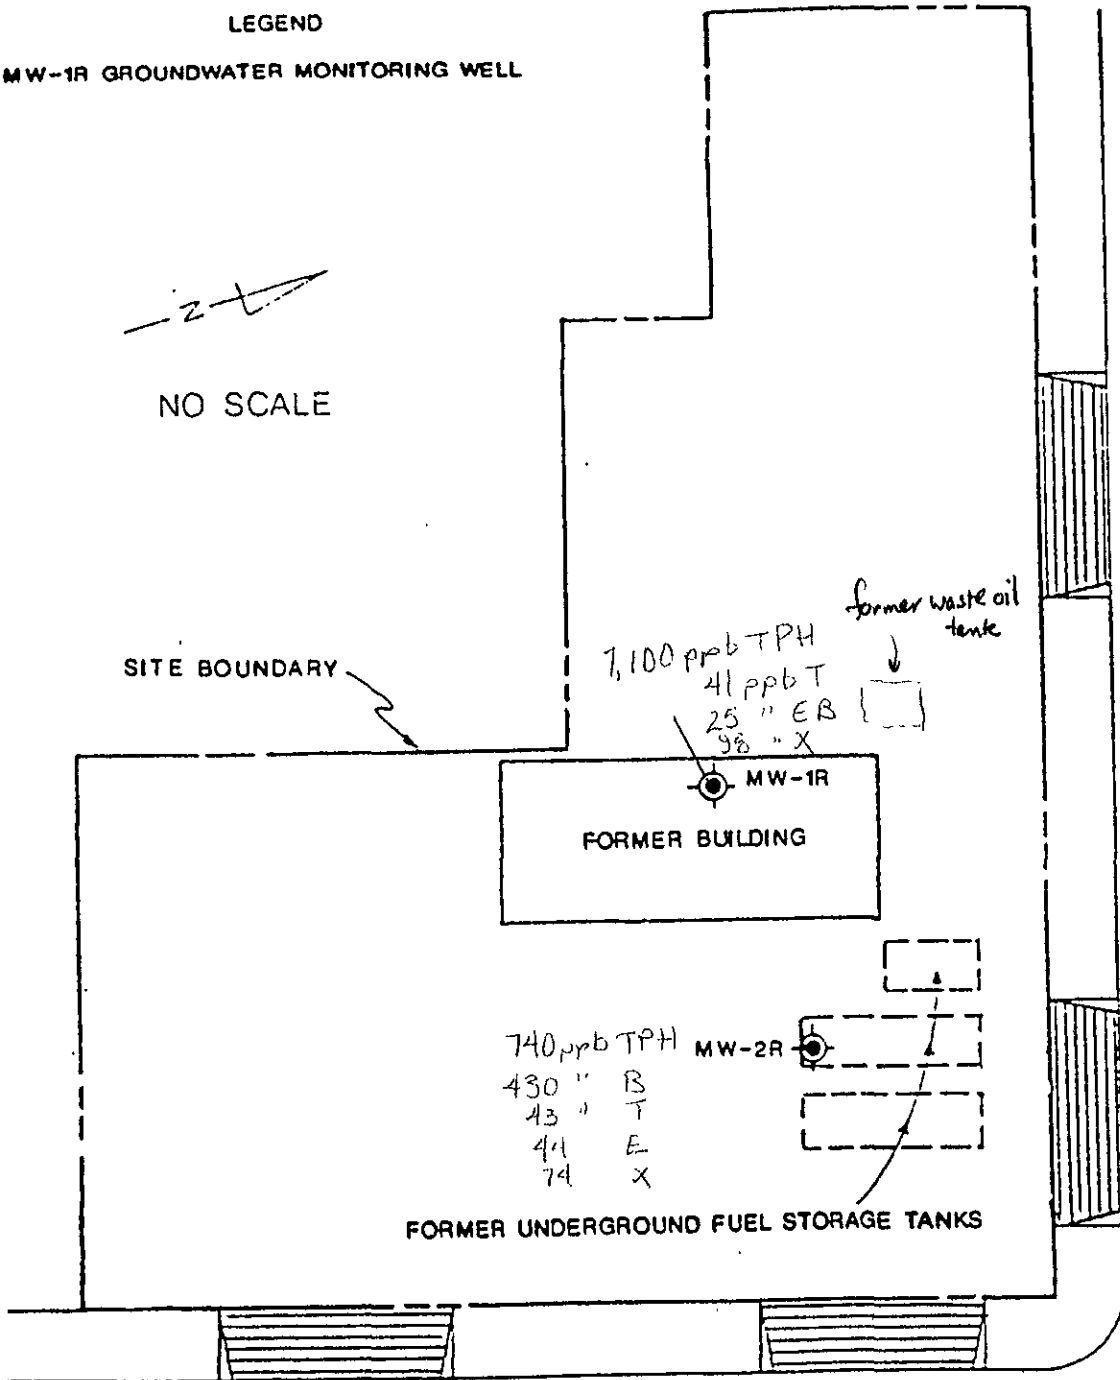 LEGEND
MW-1R GROUNDWATER MONITORING WELL
N
NO SCALE
former waste oil
tank
7,100 ppb TPH
41 ppb T
25 " EB
98 " X
SITE BOUNDARY
MW-1R
FORMER BUILDING
740 ppb TPH
MW-2R
430 " B
43 " T
44 E
74 X
FORMER UNDERGROUND FUEL STORAGE TANKS